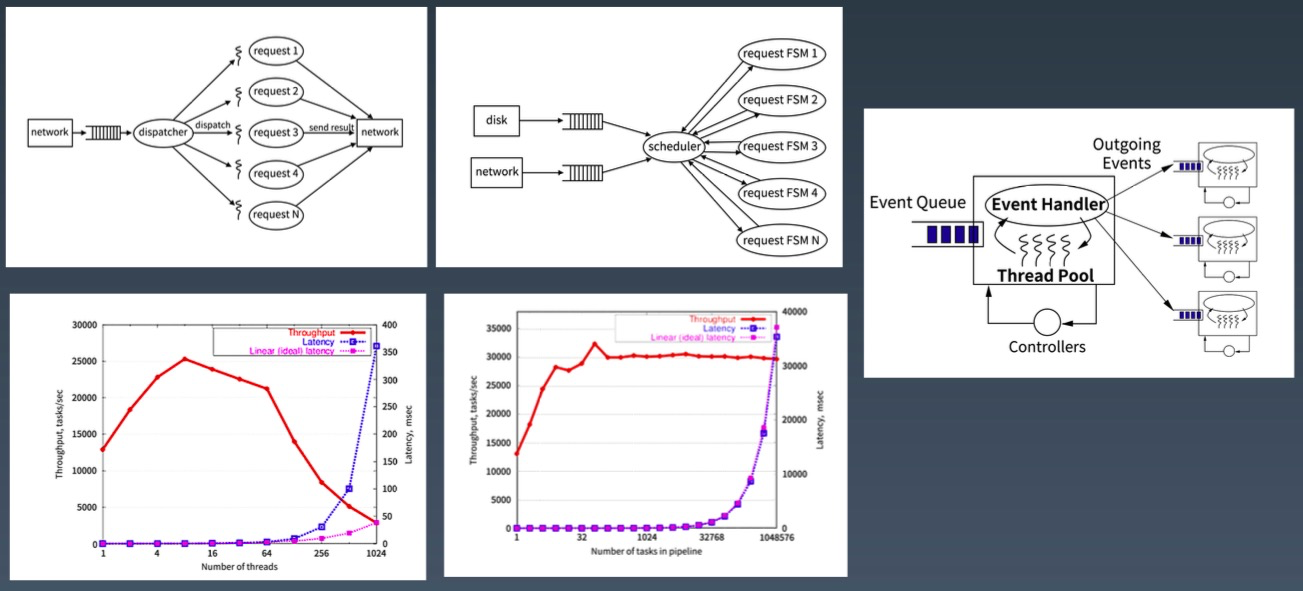 request 1
request 2
network
dispatcher
dispatch
request 3
send result
network
request 4
request N
request FSM 1
request FSM 2
disk
scheduler
request FSM 3
network
request FSM 4
request FSM N
Outgoing
Events
Event Queue
Event Handler
Thread Pool
Controllers
30000
25000
20000
15000
10000
5000
0
Throughput, tasks/sec
Throughput
Latency
Linear (ideal) latency
400
350
300
250
200
150
100
50
0
Latency, msec
1 4 16 64 256 1024
Number of threads
35000
30000
25000
20000
15000
10000
5000
0
Throughput, tasks/sec
Throughput
Latency
Linear (ideal) latency
40000
30000
20000
10000
0
Latency, msec
1 32 1024 32768 1048576
Number of tasks in pipeline